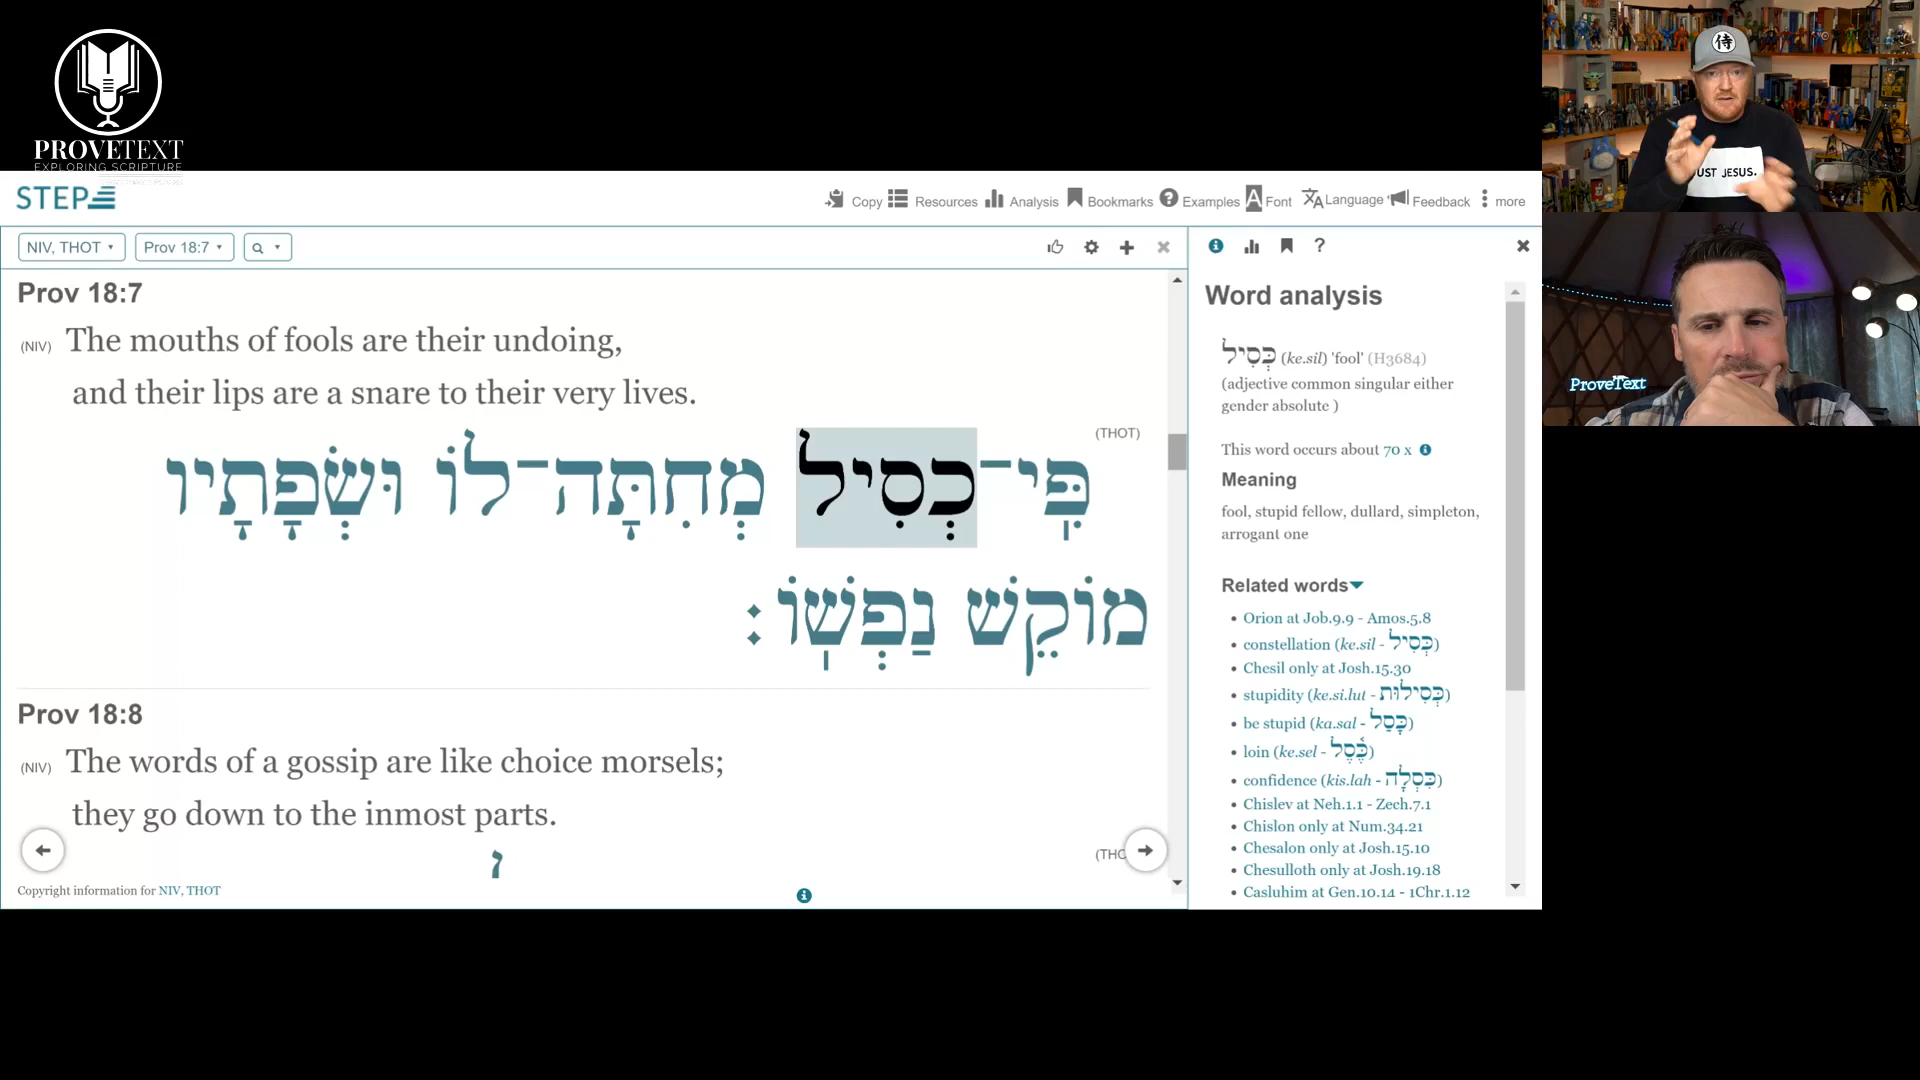 PROVETEXT
EXPLORING SCRIPTURE
侍
UST JESUS.
ProveText
STEP
Copy Resources Analysis Bookmarks Examples A Font Language Feedback more
NIV, THOT
Prov 18:7
Prov 18:7
(NIV) The mouths of fools are their undoing,
and their lips are a snare to their very lives.
(THOT)
פִּֽי־כְסִיל מְחִתָּה־לוֹ וּשְׂפָתָיו
מוֹקֵשׁ נַפְשֽׁוֹ׃
Prov 18:8
(NIV) The words of a gossip are like choice morsels;
they go down to the inmost parts.
Copyright information for NIV, THOT
Word analysis
כְּסִיל (ke.sil) 'fool' (H3684)
(adjective common singular either
gender absolute )
This word occurs about 70 x
Meaning
fool, stupid fellow, dullard, simpleton,
arrogant one
Related words
Orion at Job.9.9 - Amos.5.8
constellation (ke.sil - כְּסִיל)
Chesil only at Josh.15.30
stupidity (ke.si.lut - כְּסִילוּת)
be stupid (ka.sal - כָּסַל)
loin (ke.sel - כֶּ֫סֶל)
confidence (kis.lah - כִּסְלָה)
Chislev at Neh.1.1 - Zech.7.1
Chislon only at Num.34.21
Chesalon only at Josh.15.10
Chesulloth only at Josh.19.18
Casluhim at Gen.10.14 - 1Chr.1.12